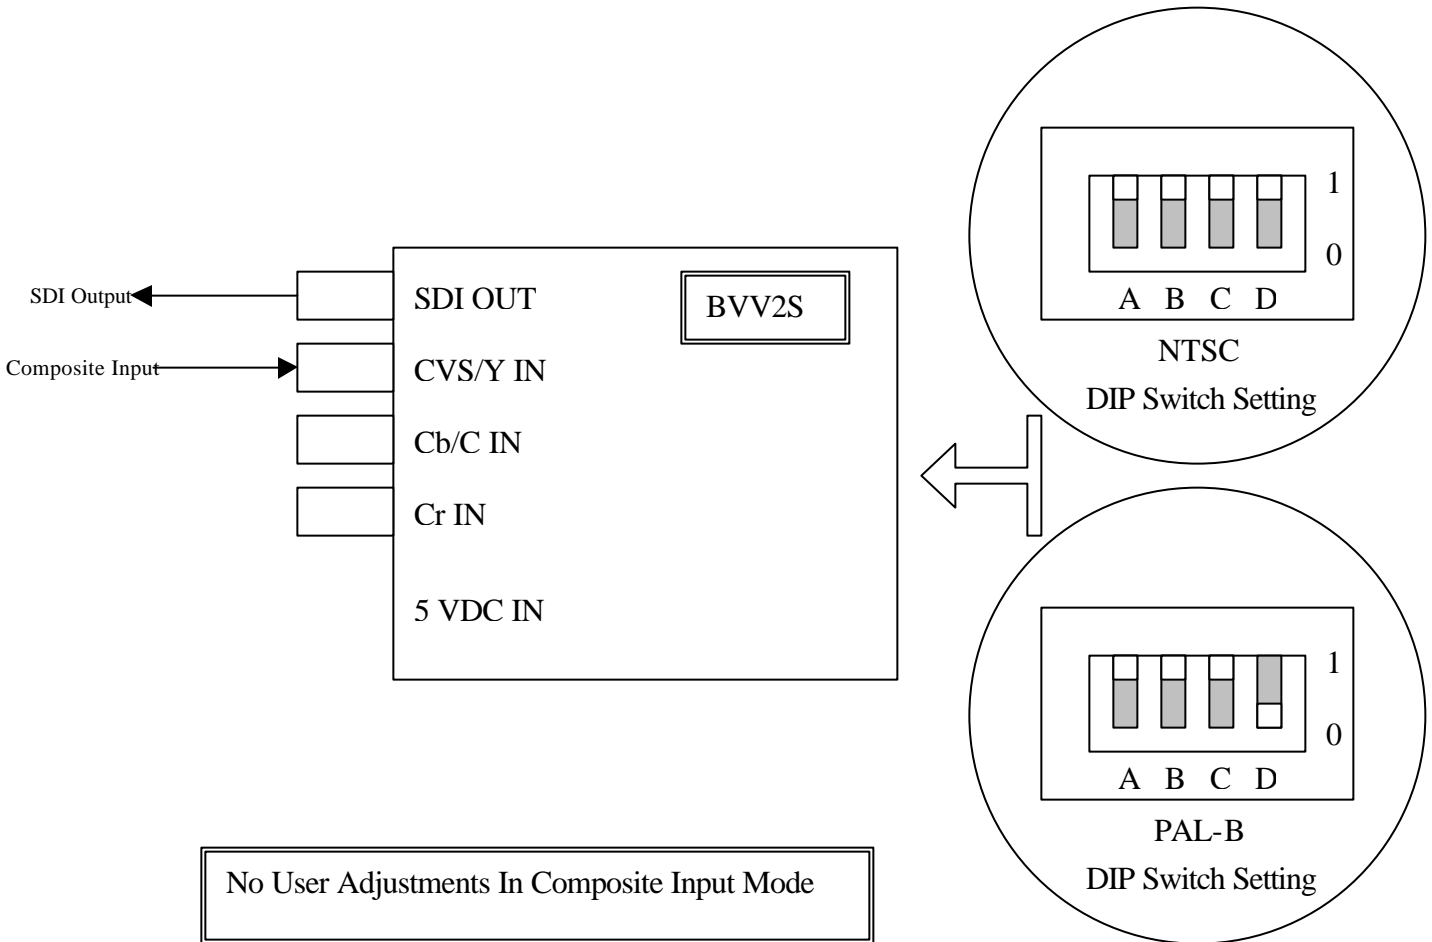 1
0
A B C D
NTSC
DIP Switch Setting
SDI Output
SDI OUT
BVV2S
Composite Input
CVS/Y IN
Cb/C IN
Cr IN
5 VDC IN
1
0
A B C D
PAL-B
DIP Switch Setting
No User Adjustments In Composite Input Mode